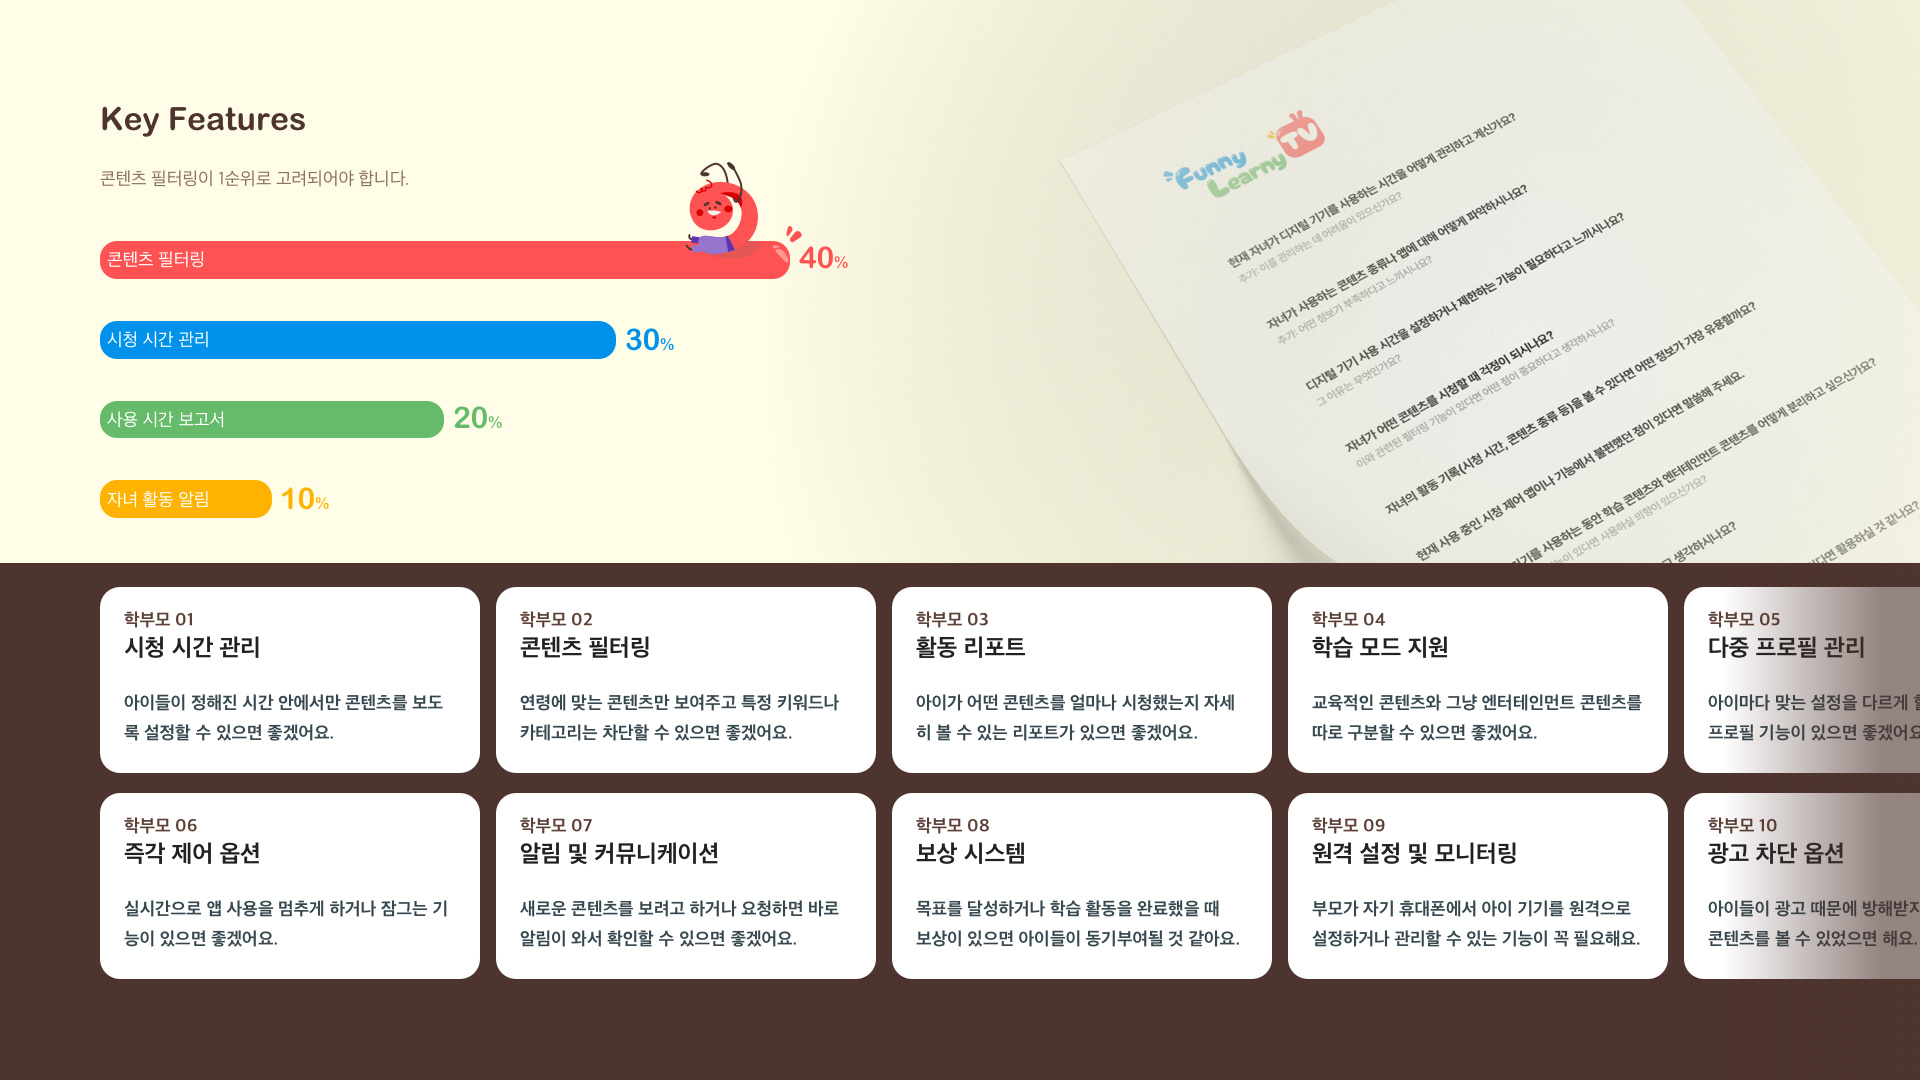 Key Features
콘텐츠 필터링이 1순위로 고려되어야 합니다.
콘텐츠 필터링
40%
시청 시간 관리
30%
사용 시간 보고서
20%
자녀 활동 알림
10%
Funny
Learny
TV
현재 자녀가 디지털 기기를 사용하는 시간을 어떻게 관리하고 계신가요?
추가: 이를 관리하는 데 어려움이 있으신가요?
자녀가 사용하는 콘텐츠 종류나 앱에 대해 어떻게 파악하시나요?
추가: 어떤 정보가 부족하다고 느끼시나요?
디지털 기기 사용 시간을 설정하거나 제한하는 기능이 필요하다고 느끼시나요?
그 이유는 무엇인가요?
자녀가 어떤 콘텐츠를 시청할 때 걱정이 되시나요?
이와 관련된 필터링 기능이 있다면 어떤 점이 중요하다고 생각하시나요?
자녀의 활동 기록(시청 시간, 콘텐츠 종류 등)을 볼 수 있다면 어떤 정보가 가장 유용할까요?
현재 사용 중인 시청 제어 앱이나 기능에서 불편했던 점이 있다면 말씀해 주세요.
기기를 사용하는 동안 학습 콘텐츠와 엔터테인먼트 콘텐츠를 어떻게 분리하고 싶으신가요?
있다면 사용하실 의향이 있으신가요?
생각하시나요?
활용하실 것 같나요?
학부모 01
시청 시간 관리
아이들이 정해진 시간 안에서만 콘텐츠를 보도
록 설정할 수 있으면 좋겠어요.
학부모 02
콘텐츠 필터링
연령에 맞는 콘텐츠만 보여주고 특정 키워드나
카테고리는 차단할 수 있으면 좋겠어요.
학부모 03
활동 리포트
아이가 어떤 콘텐츠를 얼마나 시청했는지 자세
히 볼 수 있는 리포트가 있으면 좋겠어요.
학부모 04
학습 모드 지원
교육적인 콘텐츠와 그냥 엔터테인먼트 콘텐츠를
따로 구분할 수 있으면 좋겠어요.
학부모 05
다중 프로필 관리
아이마다 맞는 설정을 다르게
프로필 기능이 있으면 좋겠어요
학부모 06
즉각 제어 옵션
실시간으로 앱 사용을 멈추게 하거나 잠그는 기
능이 있으면 좋겠어요.
학부모 07
알림 및 커뮤니케이션
새로운 콘텐츠를 보려고 하거나 요청하면 바로
알림이 와서 확인할 수 있으면 좋겠어요.
학부모 08
보상 시스템
목표를 달성하거나 학습 활동을 완료했을 때
보상이 있으면 아이들이 동기부여될 것 같아요.
학부모 09
원격 설정 및 모니터링
부모가 자기 휴대폰에서 아이 기기를 원격으로
설정하거나 관리할 수 있는 기능이 꼭 필요해요.
학부모 10
광고 차단 옵션
아이들이 광고 때문에 방해받지
콘텐츠를 볼 수 있었으면 해요.